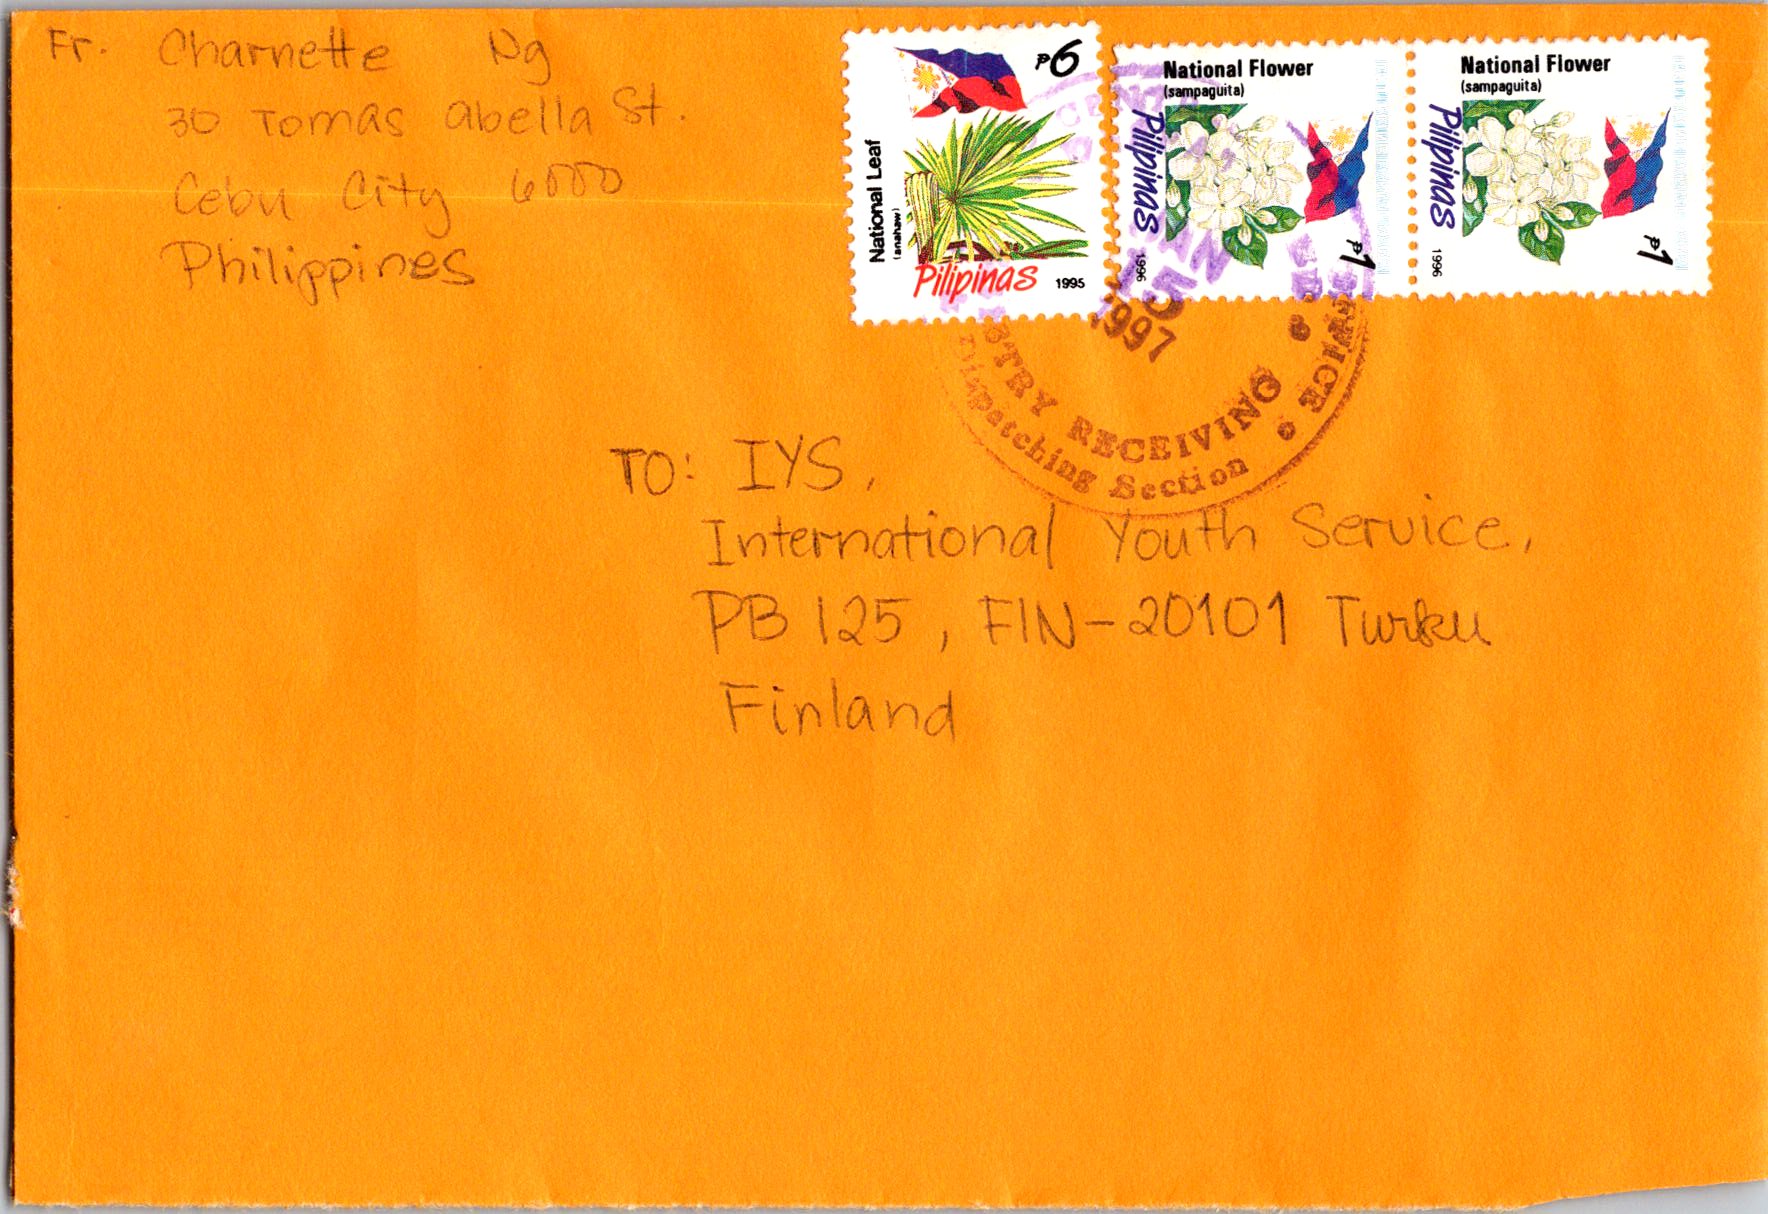 Fr. Charnette Ng
30 Tomas Abella St.
Cebu City 6000
Philippines
₱6
National Leaf
(anahaw)
Pilipinas 1995
National Flower
(sampaguita)
Pilipinas
1996
₱1
National Flower
(sampaguita)
Pilipinas
1996
₱1
5
1997
RECEIVING
Dispatching Section
TO: IYS,
International Youth Service,
PB 125, FIN-20101 Turku
Finland